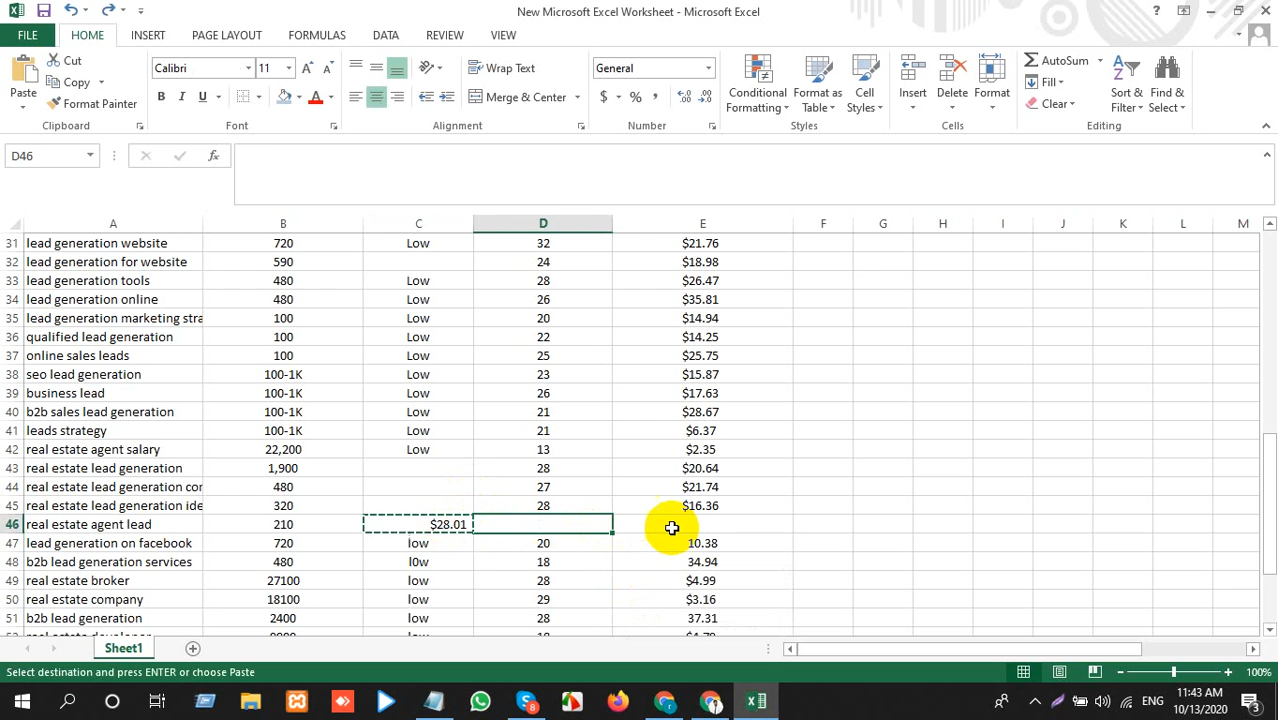 New Microsoft Excel Worksheet - Microsoft Excel
?
FILE HOME INSERT PAGE LAYOUT FORMULAS DATA REVIEW VIEW
Paste
Cut
Copy
Format Painter
Clipboard
Calibri 11
B I U
Font
Wrap Text
Merge & Center
Alignment
General
$ % ,
Number
Conditional Formatting
Format as Table
Cell Styles
Styles
Insert Delete Format
Cells
AutoSum
Fill
Clear
Sort & Filter
Find & Select
Editing
D46 fx
A B C D E F G H I J K L M
31 lead generation website 720 Low 32 $21.76
32 lead generation for website 590 24 $18.98
33 lead generation tools 480 Low 28 $26.47
34 lead generation online 480 Low 26 $35.81
35 lead generation marketing stra 100 Low 20 $14.94
36 qualified lead generation 100 Low 22 $14.25
37 online sales leads 100 Low 25 $25.75
38 seo lead generation 100-1K Low 23 $15.87
39 business lead 100-1K Low 26 $17.63
40 b2b sales lead generation 100-1K Low 21 $28.67
41 leads strategy 100-1K Low 21 $6.37
42 real estate agent salary 22,200 Low 13 $2.35
43 real estate lead generation 1,900 28 $20.64
44 real estate lead generation cor 480 27 $21.74
45 real estate lead generation ide 320 28 $16.36
46 real estate agent lead 210 $28.01
47 lead generation on facebook 720 low 20 10.38
48 b2b lead generation services 480 l0w 18 34.94
49 real estate broker 27100 low 28 $4.99
50 real estate company 18100 low 29 $3.16
51 b2b lead generation 2400 low 28 37.31
Sheet1
Select destination and press ENTER or choose Paste
100%
ENG
11:43 AM
10/13/2020